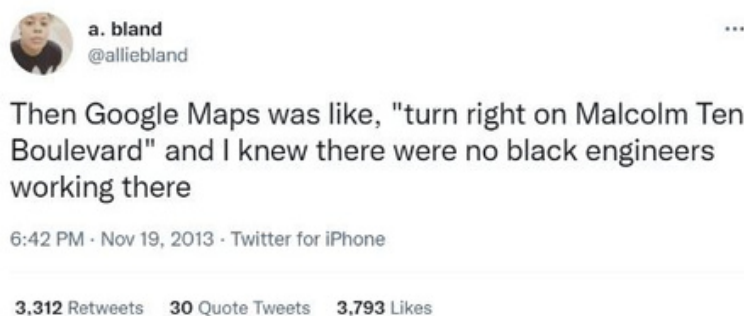 a. bland
@alliebland
Then Google Maps was like, "turn right on Malcolm Ten
Boulevard" and I knew there were no black engineers
working there
6:42 PM · Nov 19, 2013 · Twitter for iPhone
3,312 Retweets 30 Quote Tweets 3,793 Likes